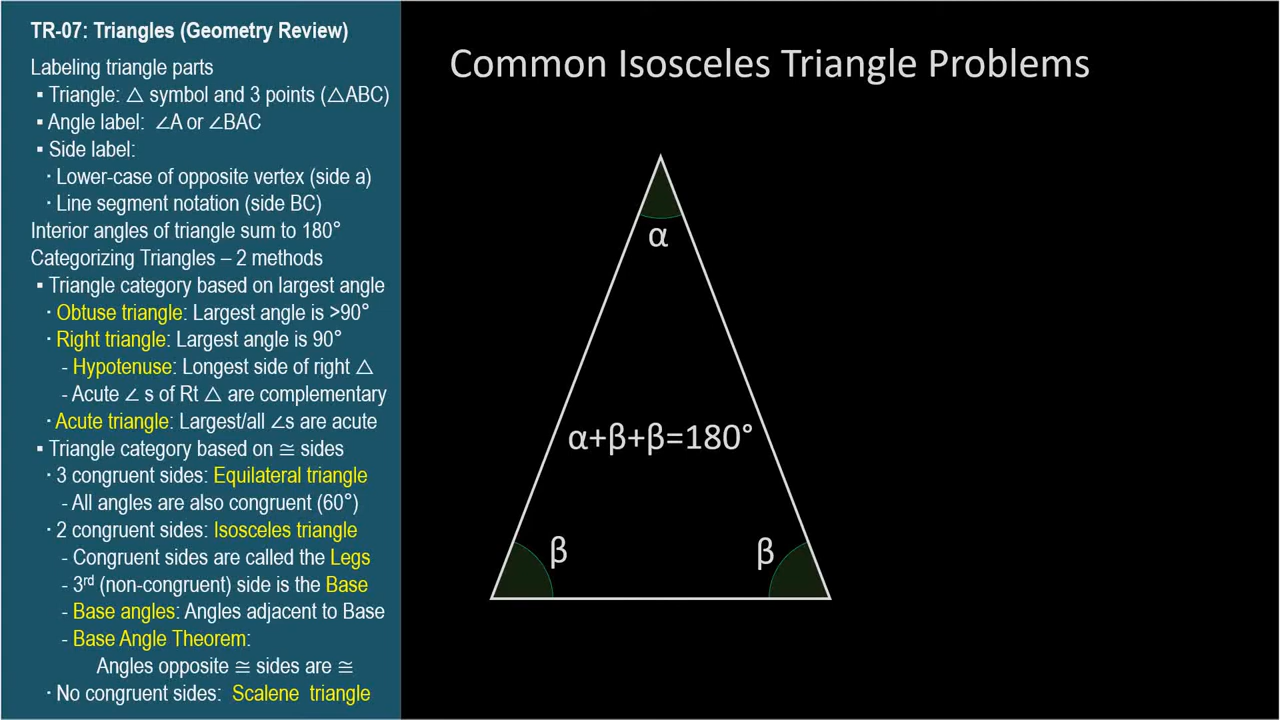 TR-07: Triangles (Geometry Review)
Labeling triangle parts
▪ Triangle: △ symbol and 3 points (△ABC)
▪ Angle label: ∠A or ∠BAC
▪ Side label:
· Lower-case of opposite vertex (side a)
· Line segment notation (side BC)
Interior angles of triangle sum to 180°
Categorizing Triangles – 2 methods
▪ Triangle category based on largest angle
· Obtuse triangle: Largest angle is >90°
· Right triangle: Largest angle is 90°
- Hypotenuse: Longest side of right △
- Acute ∠ s of Rt △ are complementary
· Acute triangle: Largest/all ∠s are acute
▪ Triangle category based on ≅ sides
· 3 congruent sides: Equilateral triangle
- All angles are also congruent (60°)
· 2 congruent sides: Isosceles triangle
- Congruent sides are called the Legs
- 3rd (non-congruent) side is the Base
- Base angles: Angles adjacent to Base
- Base Angle Theorem:
Angles opposite ≅ sides are ≅
· No congruent sides: Scalene triangle
Common Isosceles Triangle Problems
α
α+β+β=180°
β
β